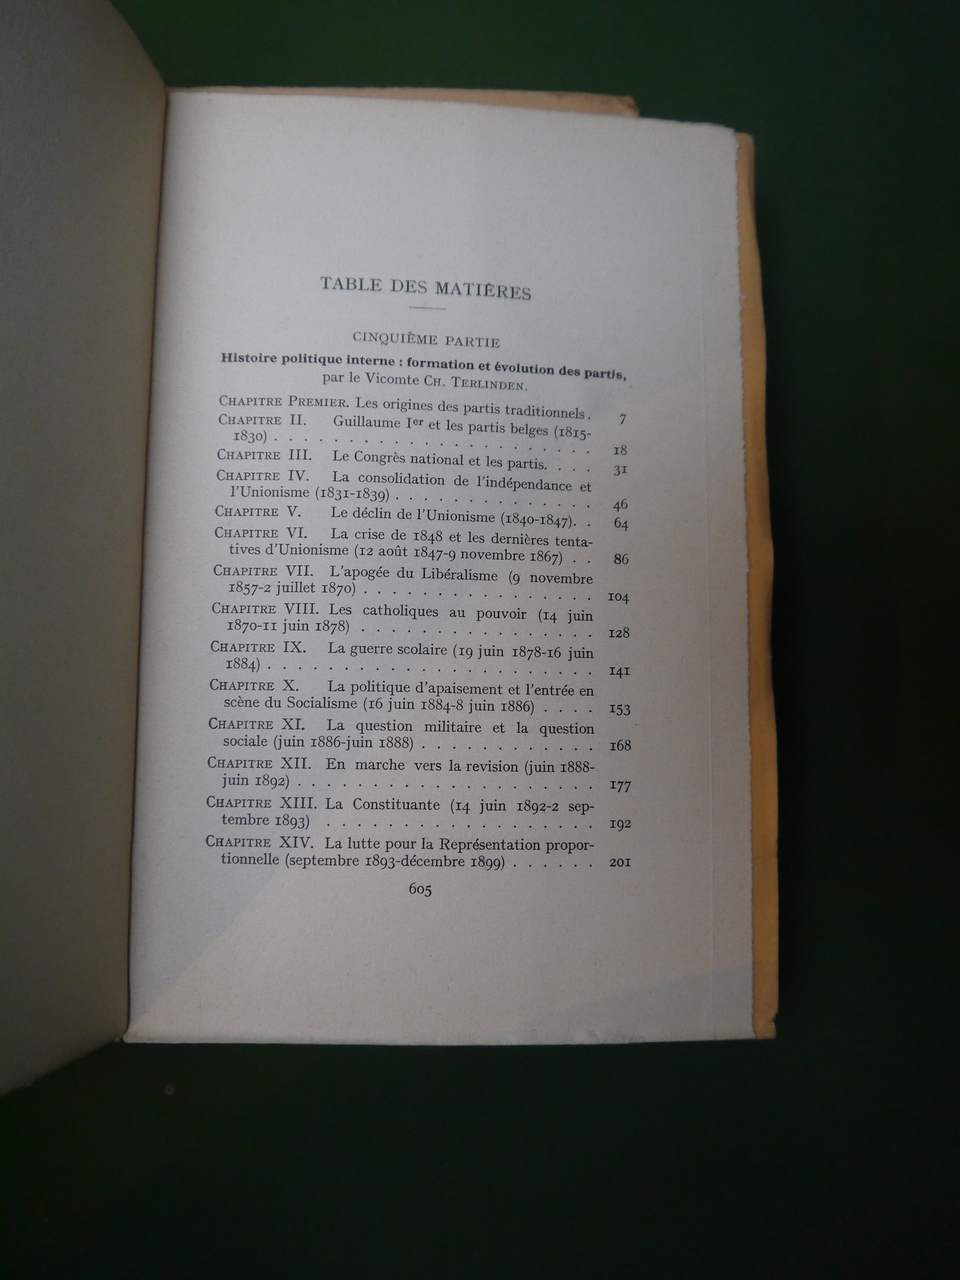 TABLE DES MATIÈRES
CINQUIÈME PARTIE
Histoire politique interne : formation et évolution des partis,
par le Vicomte CH. TERLINDEN.
CHAPITRE PREMIER. Les origines des partis traditionnels. 7
CHAPITRE II. Guillaume Ier et les partis belges (1815-
1830) . . . . . . . . . . . . . . . . . . . . . . 18
CHAPITRE III. Le Congrès national et les partis. . . . 31
CHAPITRE IV. La consolidation de l'indépendance et
l'Unionisme (1831-1839) . . . . . . . . . . . . . . 46
CHAPITRE V. Le déclin de l'Unionisme (1840-1847). . 64
CHAPITRE VI. La crise de 1848 et les dernières tenta-
tives d'Unionisme (12 août 1847-9 novembre 1867) . . 86
CHAPITRE VII. L'apogée du Libéralisme (9 novembre
1857-2 juillet 1870) . . . . . . . . . . . . . . . . 104
CHAPITRE VIII. Les catholiques au pouvoir (14 juin
1870-11 juin 1878) . . . . . . . . . . . . . . . . 128
CHAPITRE IX. La guerre scolaire (19 juin 1878-16 juin
1884) . . . . . . . . . . . . . . . . . . . . . . 141
CHAPITRE X. La politique d'apaisement et l'entrée en
scène du Socialisme (16 juin 1884-8 juin 1886) . . . . 153
CHAPITRE XI. La question militaire et la question
sociale (juin 1886-juin 1888) . . . . . . . . . . . . 168
CHAPITRE XII. En marche vers la revision (juin 1888-
juin 1892) . . . . . . . . . . . . . . . . . . . . 177
CHAPITRE XIII. La Constituante (14 juin 1892-2 sep-
tembre 1893) . . . . . . . . . . . . . . . . . . 192
CHAPITRE XIV. La lutte pour la Représentation propor-
tionnelle (septembre 1893-décembre 1899) . . . . . . 201
605